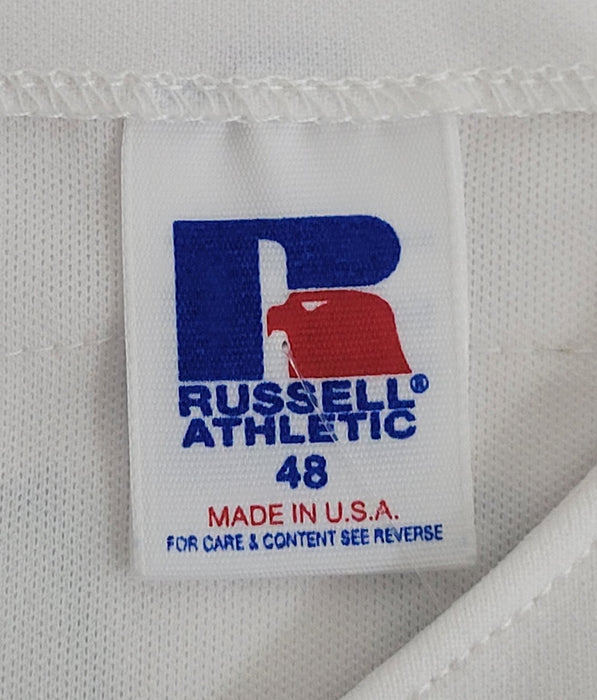 RUSSELL®
ATHLETIC
48
MADE IN U.S.A.
FOR CARE & CONTENT SEE REVERSE